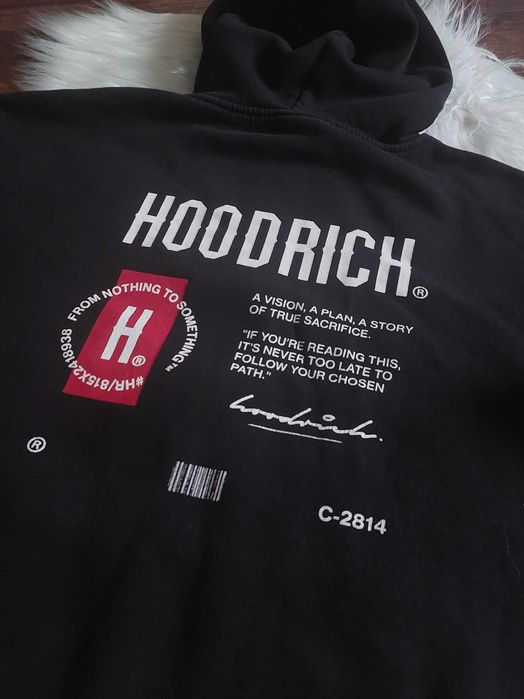 HOODRICH®
FROM NOTHING TO SOMETHING™
H®
#HR/815X2418938
A VISION, A PLAN, A STORY
OF TRUE SACRIFICE.
"IF YOU'RE READING THIS,
IT'S NEVER TOO LATE TO
FOLLOW YOUR CHOSEN
PATH."
hoodrich.
®
C-2814